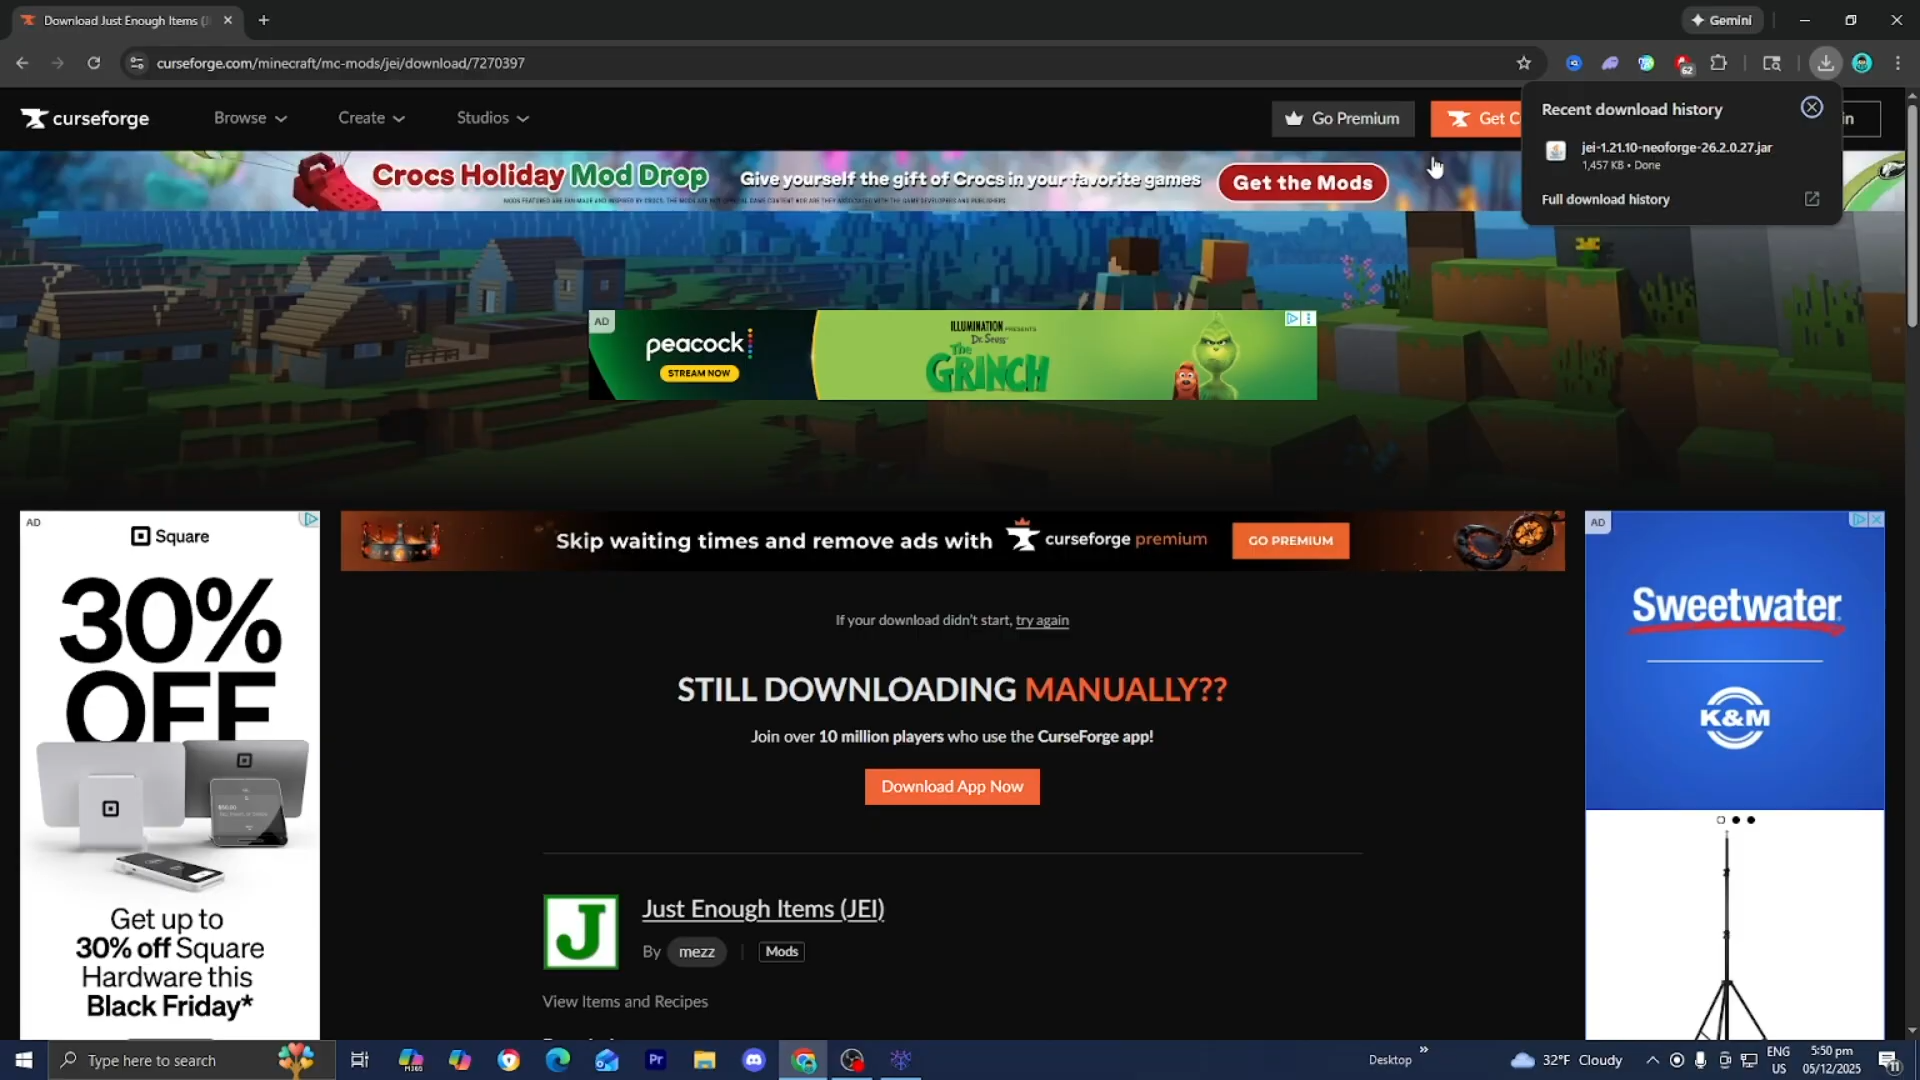 Download Just Enough Items (J
Gemini
curseforge.com/minecraft/mc-mods/jei/download/7270397
62
curseforge
Browse
Create
Studios
Go Premium
Get C
in
Recent download history
jei-1.21.10-neoforge-26.2.0.27.jar
1,457 KB • Done
Full download history
Crocs Holiday Mod Drop
Give yourself the gift of Crocs in your favorite games
Get the Mods
AD
peacock
STREAM NOW
ILLUMINATION PRESENTS
Dr. Seuss'
The
GRINCH
AD
Square
30%
OFF
Get up to
30% off Square
Hardware this
Black Friday*
Skip waiting times and remove ads with
curseforge premium
GO PREMIUM
If your download didn't start, try again
STILL DOWNLOADING MANUALLY??
Join over 10 million players who use the CurseForge app!
Download App Now
J
Just Enough Items (JEI)
By mezz
Mods
View Items and Recipes
AD
Sweetwater
K&M
Type here to search
M365
Pr
Desktop
32°F Cloudy
ENG
US
5:50 pm
05/12/2025
11